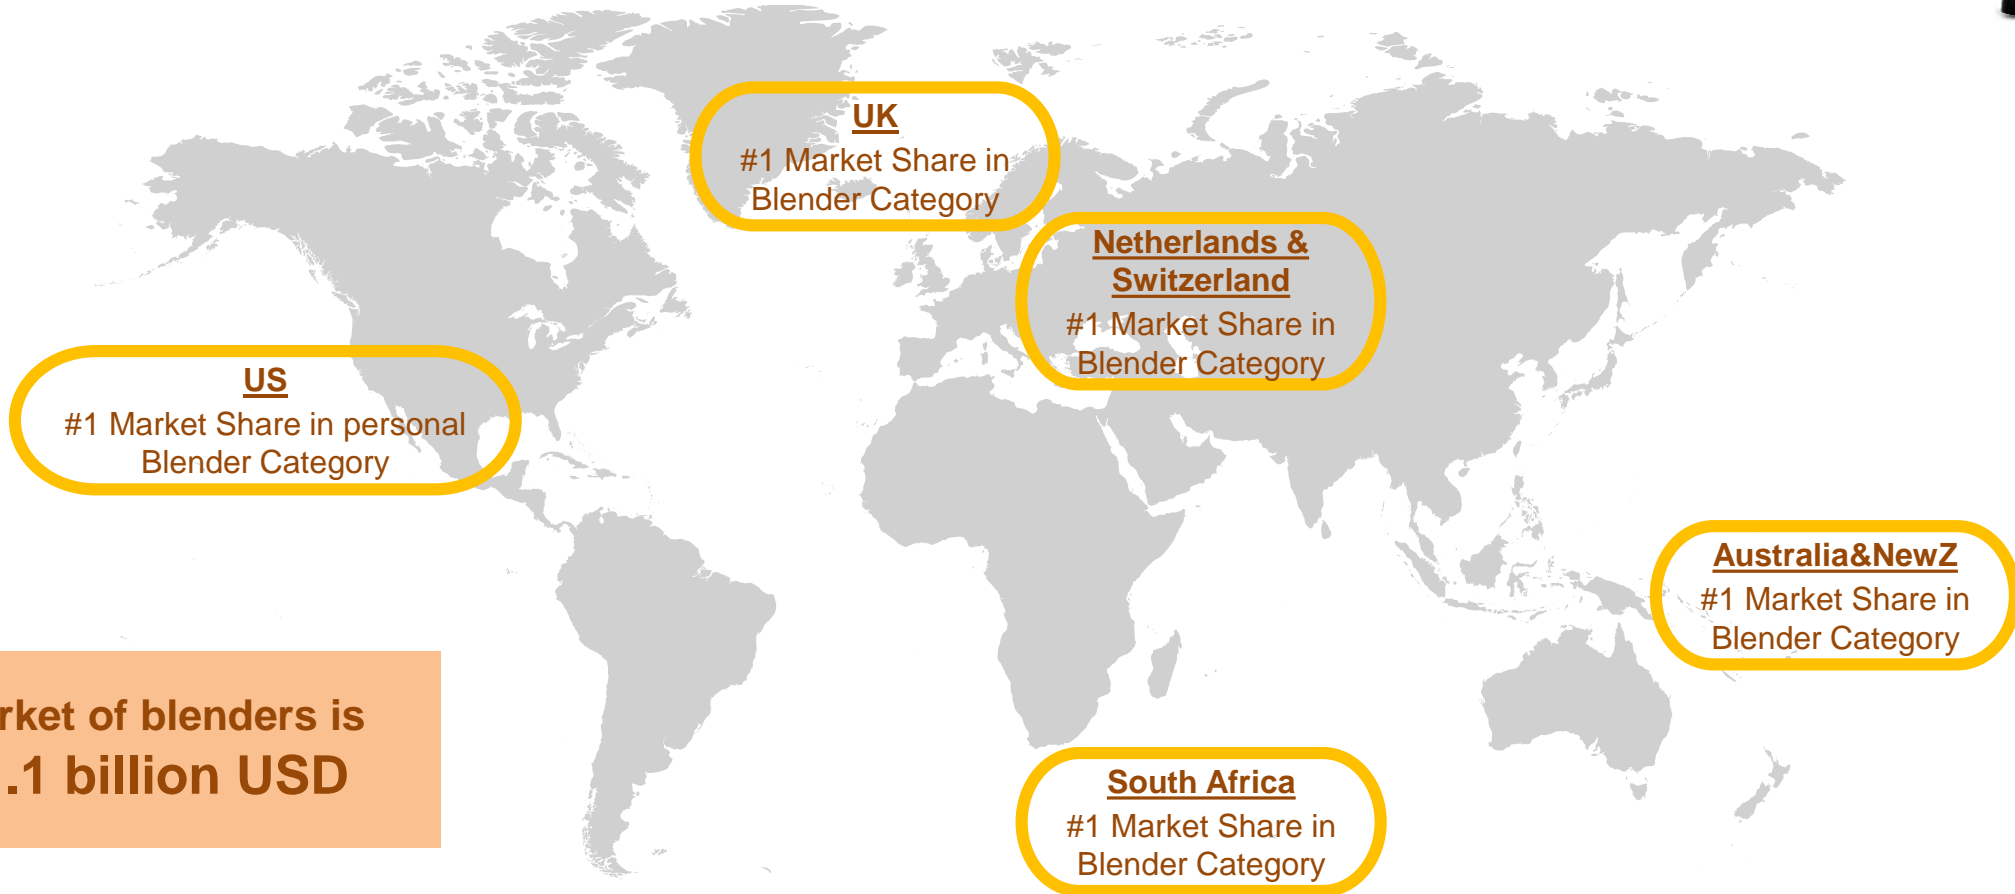 UK
#1 Market Share in
Blender Category
Netherlands &
Switzerland
#1 Market Share in
Blender Category
US
#1 Market Share in personal
Blender Category
Australia&NewZ
#1 Market Share in
Blender Category
of blenders is
.1 billion USD
South Africa
#1 Market Share in
Blender Category